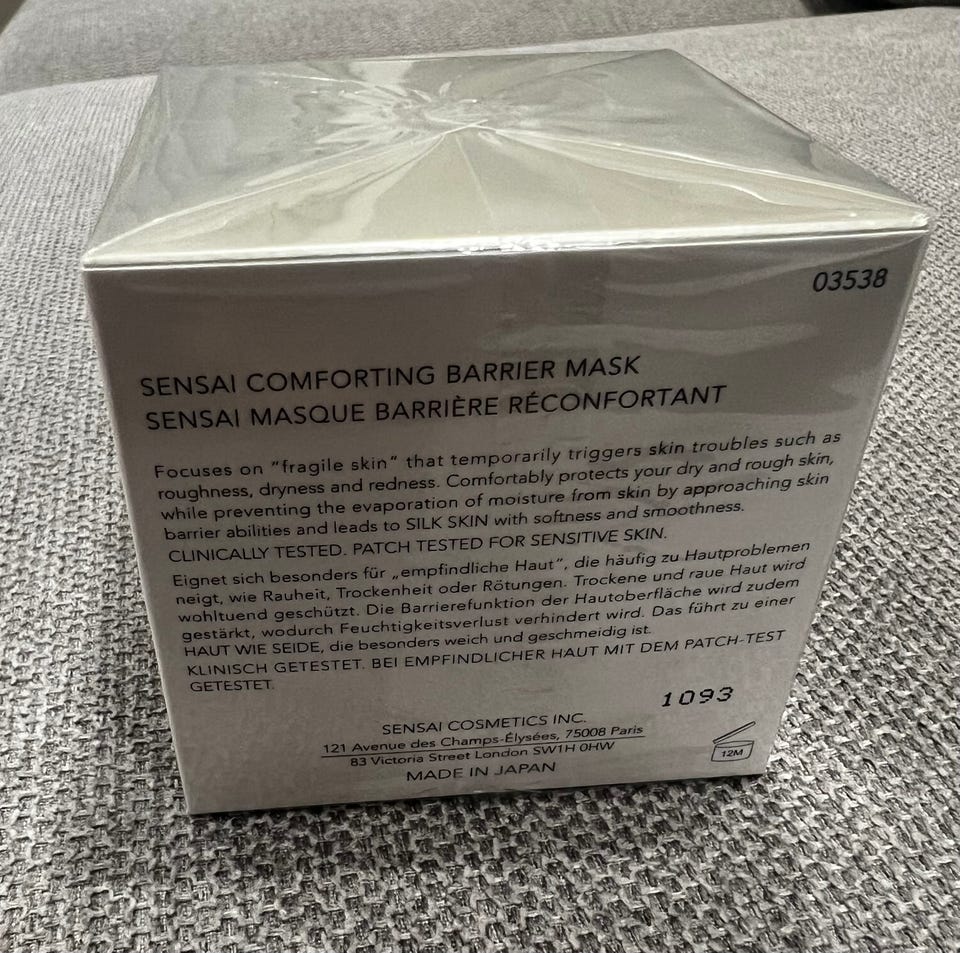 03538
SENSAI COMFORTING BARRIER MASK
SENSAI MASQUE BARRIÈRE RÉCONFORTANT
Focuses on "fragile skin" that temporarily triggers skin troubles such as
roughness, dryness and redness. Comfortably protects your dry and rough skin,
while preventing the evaporation of moisture from skin by approaching skin
barrier abilities and leads to SILK SKIN with softness and smoothness.
CLINICALLY TESTED. PATCH TESTED FOR SENSITIVE SKIN.
Eignet sich besonders für „empfindliche Haut", die häufig zu Hautproblemen
neigt, wie Rauheit, Trockenheit oder Rötungen. Trockene und raue Haut wird
wohltuend geschützt. Die Barrierefunktion der Hautoberfläche wird zudem
gestärkt, wodurch Feuchtigkeitsverlust verhindert wird. Das führt zu einer
HAUT WIE SEIDE, die besonders weich und geschmeidig ist.
KLINISCH GETESTET. BEI EMPFINDLICHER HAUT MIT DEM PATCH-TEST
GETESTET.
1093
SENSAI COSMETICS INC.
121 Avenue des Champs-Élysées, 75008 Paris
83 Victoria Street London SW1H 0HW
MADE IN JAPAN
12M